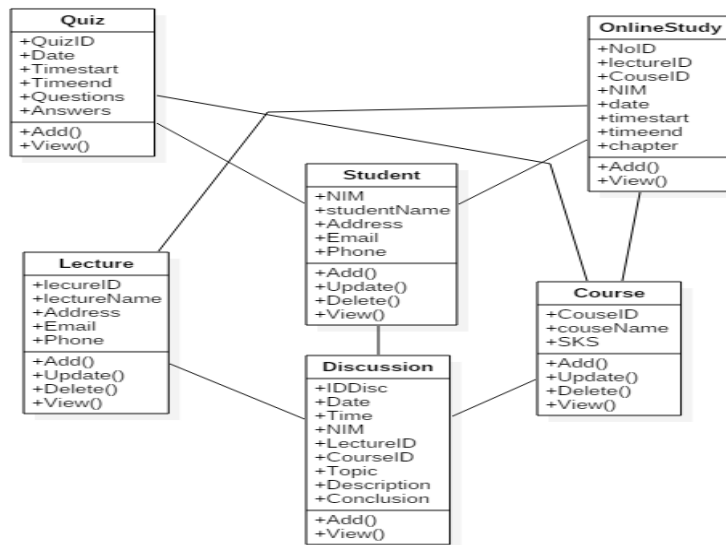 Quiz
+QuizID
+Date
+Timestart
+Timeend
+Questions
+Answers
+Add()
+View()
OnlineStudy
+NoID
+lectureID
+CouseID
+NIM
+date
+timestart
+timeend
+chapter
+Add()
+View()
Student
+NIM
+studentName
+Address
+Email
+Phone
+Add()
+Update()
+Delete()
+View()
Lecture
+lecureID
+lectureName
+Address
+Email
+Phone
+Add()
+Update()
+Delete()
+View()
Course
+CouseID
+couseName
+SKS
+Add()
+Update()
+Delete()
+View()
Discussion
+IDDisc
+Date
+Time
+NIM
+LectureID
+CourseID
+Topic
+Description
+Conclusion
+Add()
+View()